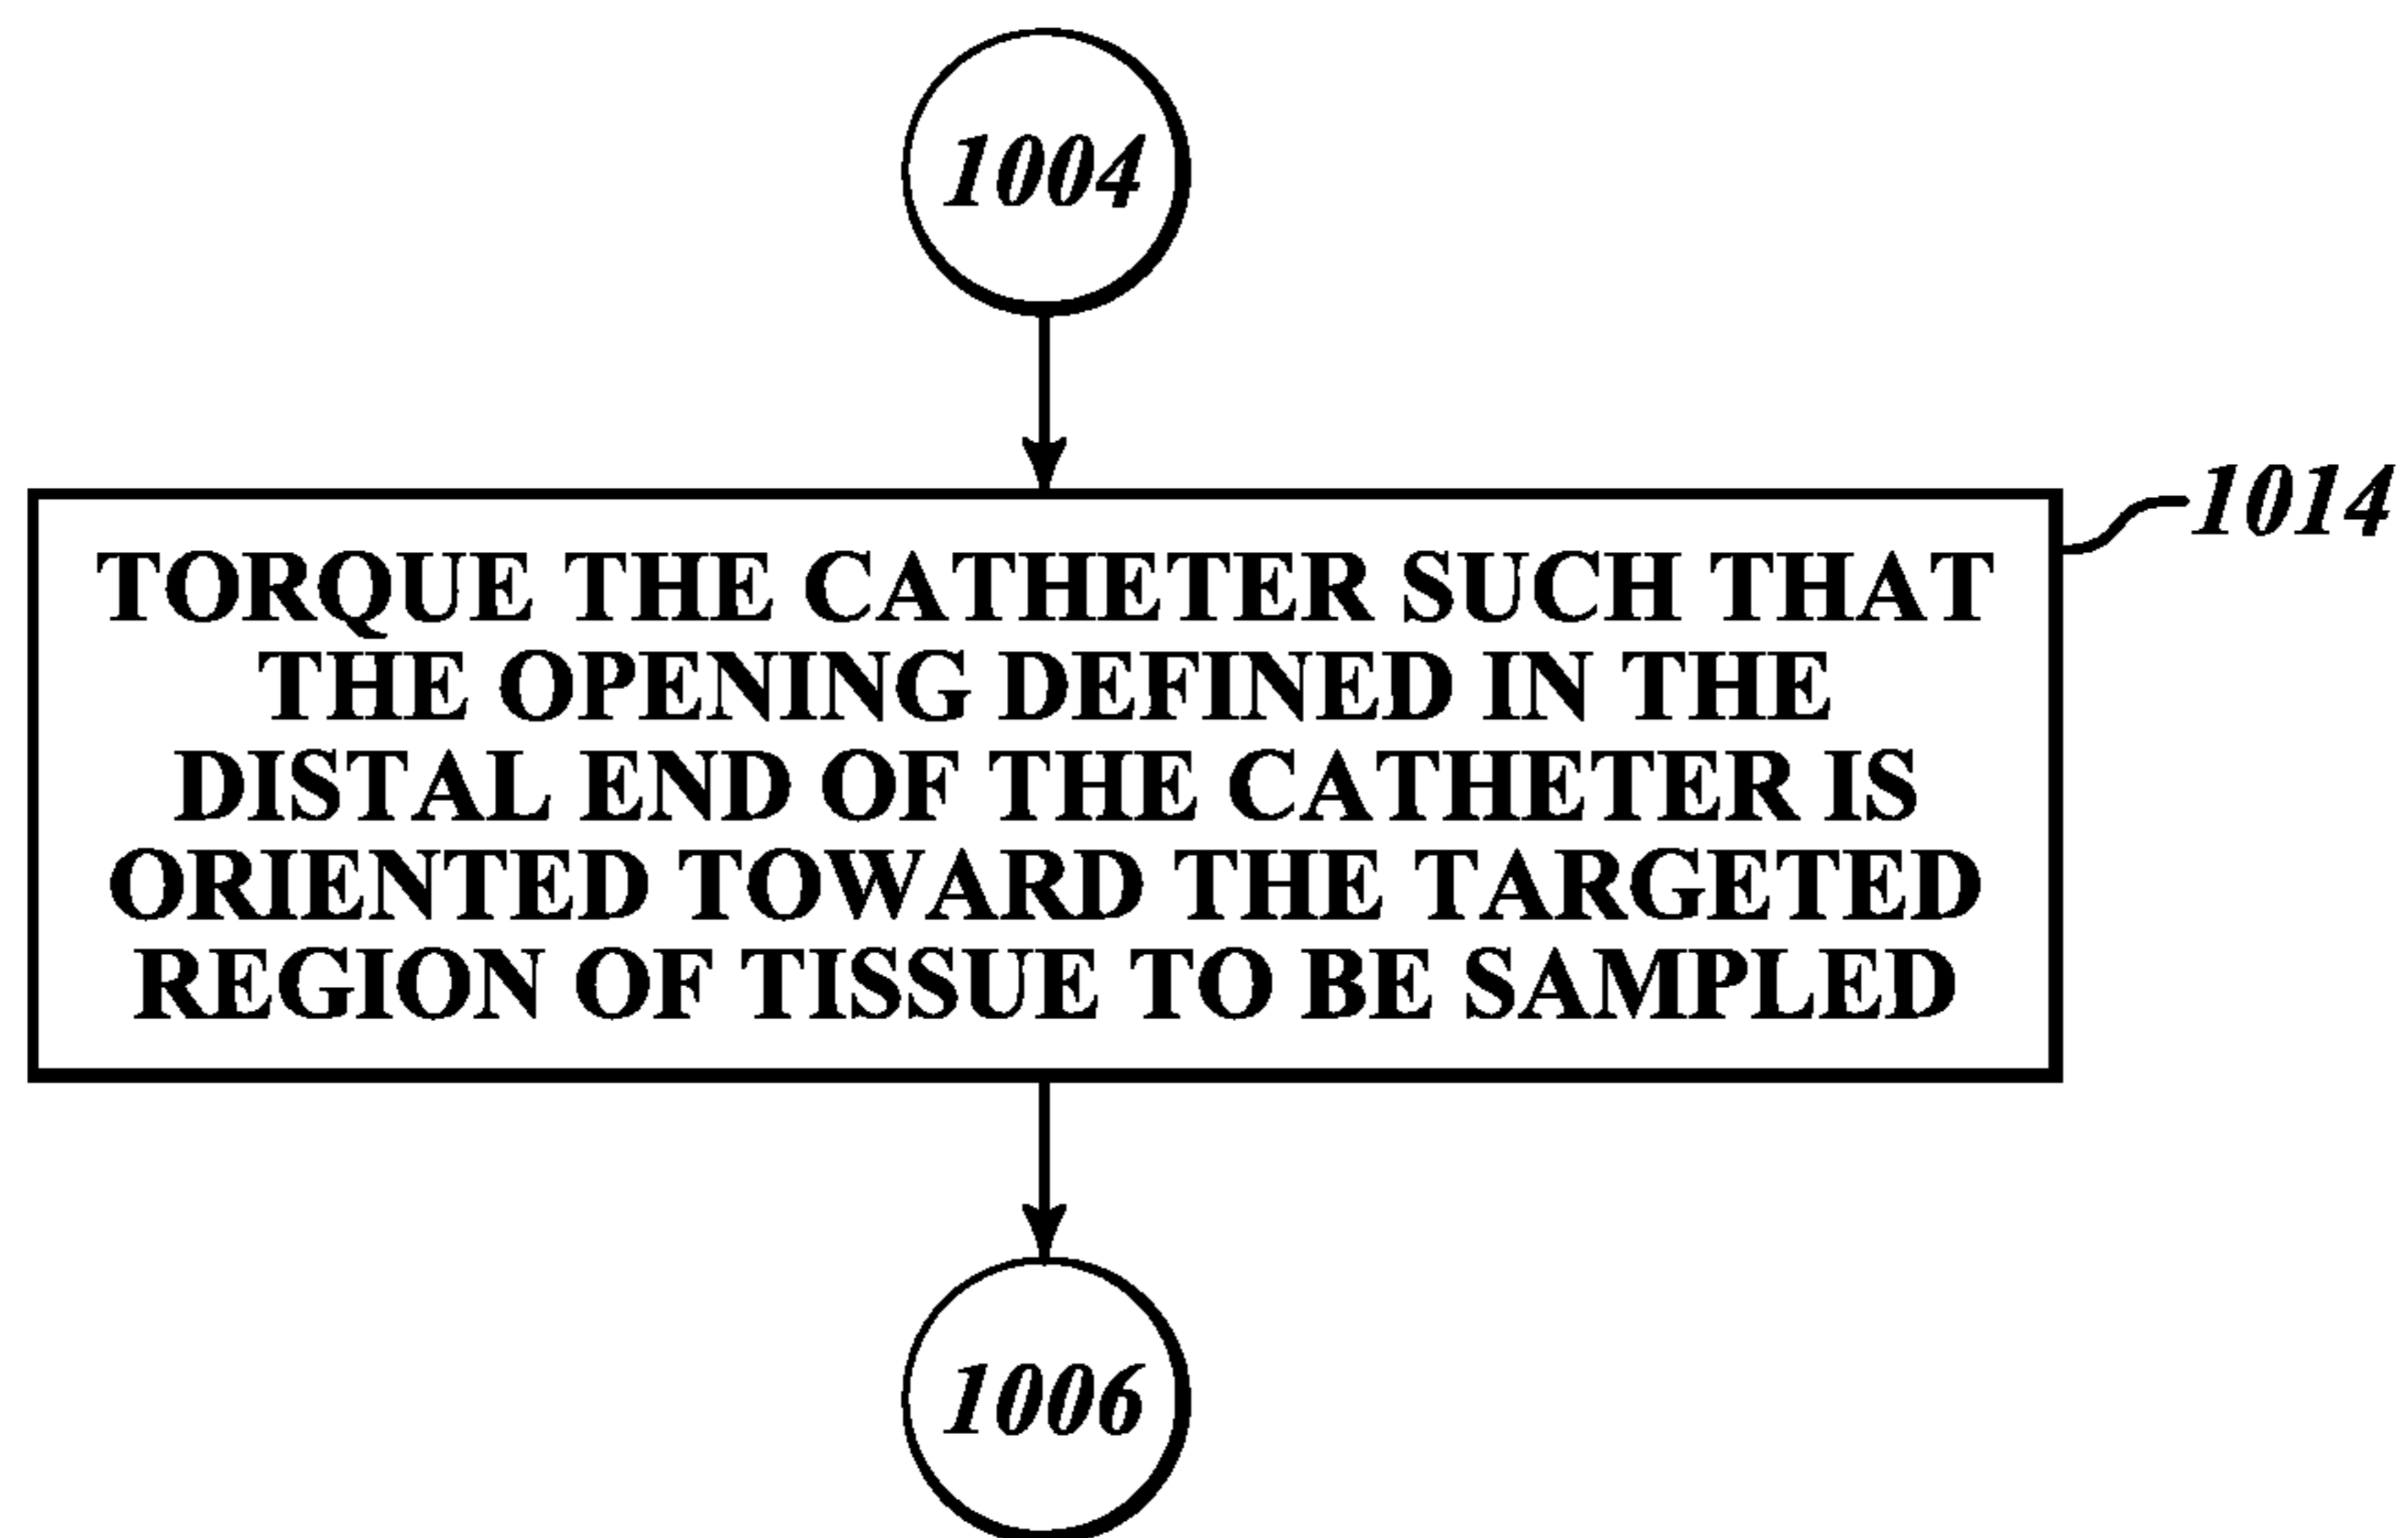 1004
1014
TORQUE THE CATHETER SUCH THAT
THE OPENING DEFINED IN THE
DISTAL END OF THE CATHETER IS
ORIENTED TOWARD THE TARGETED
REGION OF TISSUE TO BE SAMPLED
1006